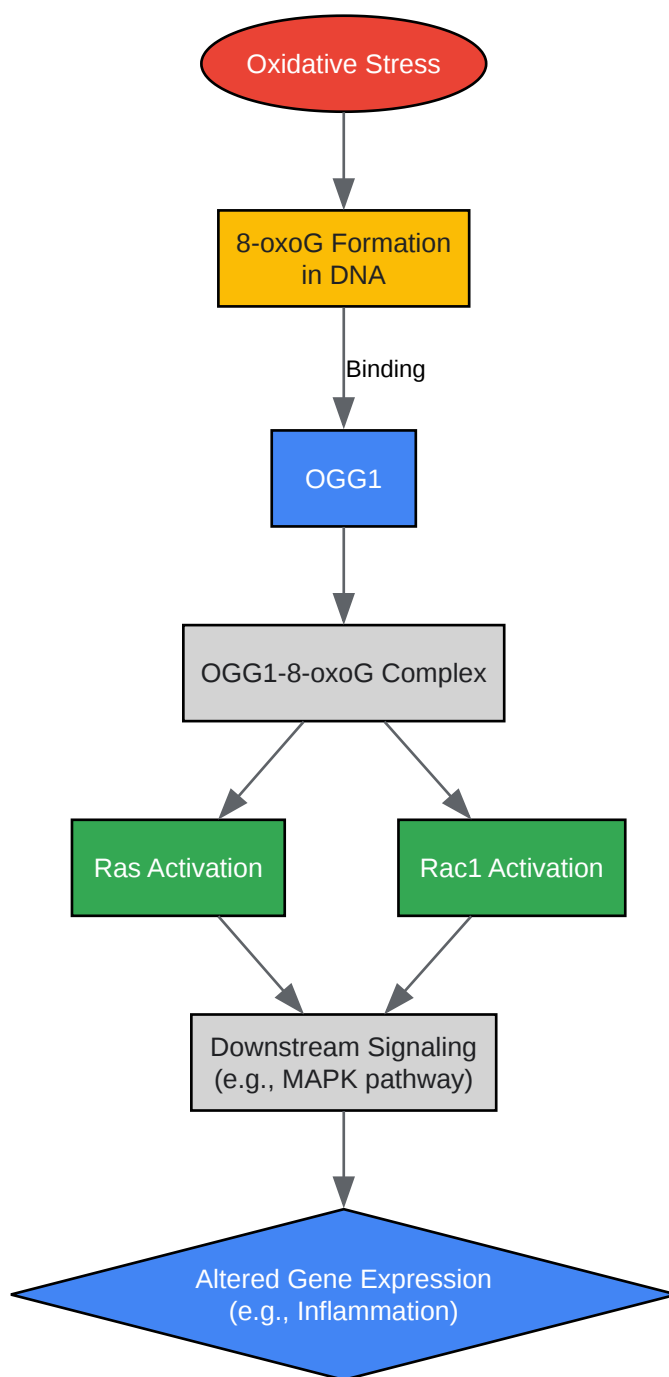 Oxidative Stress
8-oxoG Formation
in DNA
Binding
OGG1
OGG1-8-oxoG Complex
Ras Activation
Rac1 Activation
Downstream Signaling
(e.g., MAPK pathway)
Altered Gene Expression
(e.g., Inflammation)